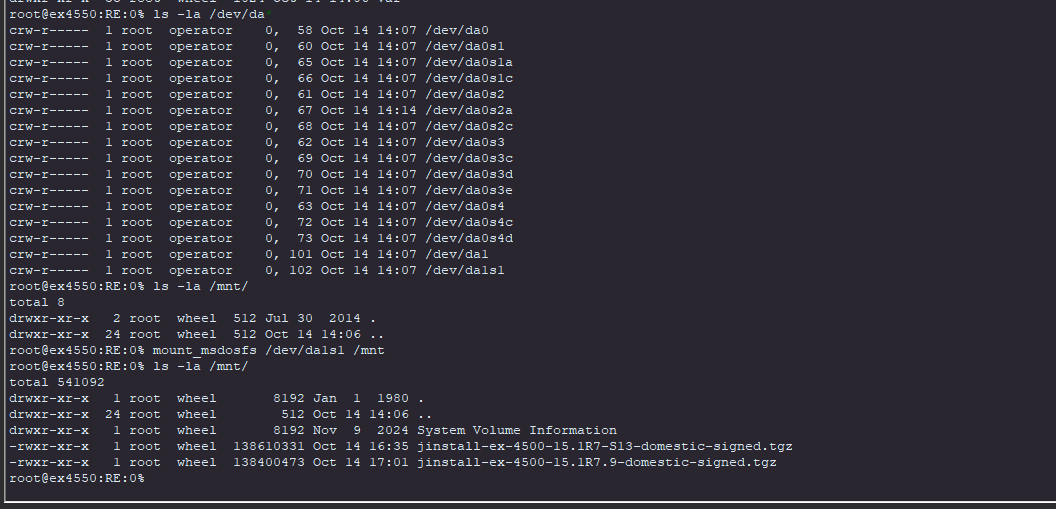 root@ex4550:RE:0% ls -la /dev/da*
crw-r----- 1 root operator 0, 58 Oct 14 14:07 /dev/da0
crw-r----- 1 root operator 0, 60 Oct 14 14:07 /dev/da0s1
crw-r----- 1 root operator 0, 65 Oct 14 14:07 /dev/da0s1a
crw-r----- 1 root operator 0, 66 Oct 14 14:07 /dev/da0s1c
crw-r----- 1 root operator 0, 61 Oct 14 14:07 /dev/da0s2
crw-r----- 1 root operator 0, 67 Oct 14 14:14 /dev/da0s2a
crw-r----- 1 root operator 0, 68 Oct 14 14:07 /dev/da0s2c
crw-r----- 1 root operator 0, 62 Oct 14 14:07 /dev/da0s3
crw-r----- 1 root operator 0, 69 Oct 14 14:07 /dev/da0s3c
crw-r----- 1 root operator 0, 70 Oct 14 14:07 /dev/da0s3d
crw-r----- 1 root operator 0, 71 Oct 14 14:07 /dev/da0s3e
crw-r----- 1 root operator 0, 63 Oct 14 14:07 /dev/da0s4
crw-r----- 1 root operator 0, 72 Oct 14 14:07 /dev/da0s4c
crw-r----- 1 root operator 0, 73 Oct 14 14:07 /dev/da0s4d
crw-r----- 1 root operator 0, 101 Oct 14 14:07 /dev/da1
crw-r----- 1 root operator 0, 102 Oct 14 14:07 /dev/da1s1
root@ex4550:RE:0% ls -la /mnt/
total 8
drwxr-xr-x 2 root wheel 512 Jul 30 2014 .
drwxr-xr-x 24 root wheel 512 Oct 14 14:06 ..
root@ex4550:RE:0% mount_msdosfs /dev/da1s1 /mnt
root@ex4550:RE:0% ls -la /mnt/
total 541092
drwxr-xr-x 1 root wheel 8192 Jan 1 1980 .
drwxr-xr-x 24 root wheel 512 Oct 14 14:06 ..
drwxr-xr-x 1 root wheel 8192 Nov 9 2024 System Volume Information
-rwxr-xr-x 1 root wheel 138610331 Oct 14 16:35 jinstall-ex-4500-15.1R7-S13-domestic-signed.tgz
-rwxr-xr-x 1 root wheel 138400473 Oct 14 17:01 jinstall-ex-4500-15.1R7.9-domestic-signed.tgz
root@ex4550:RE:0%